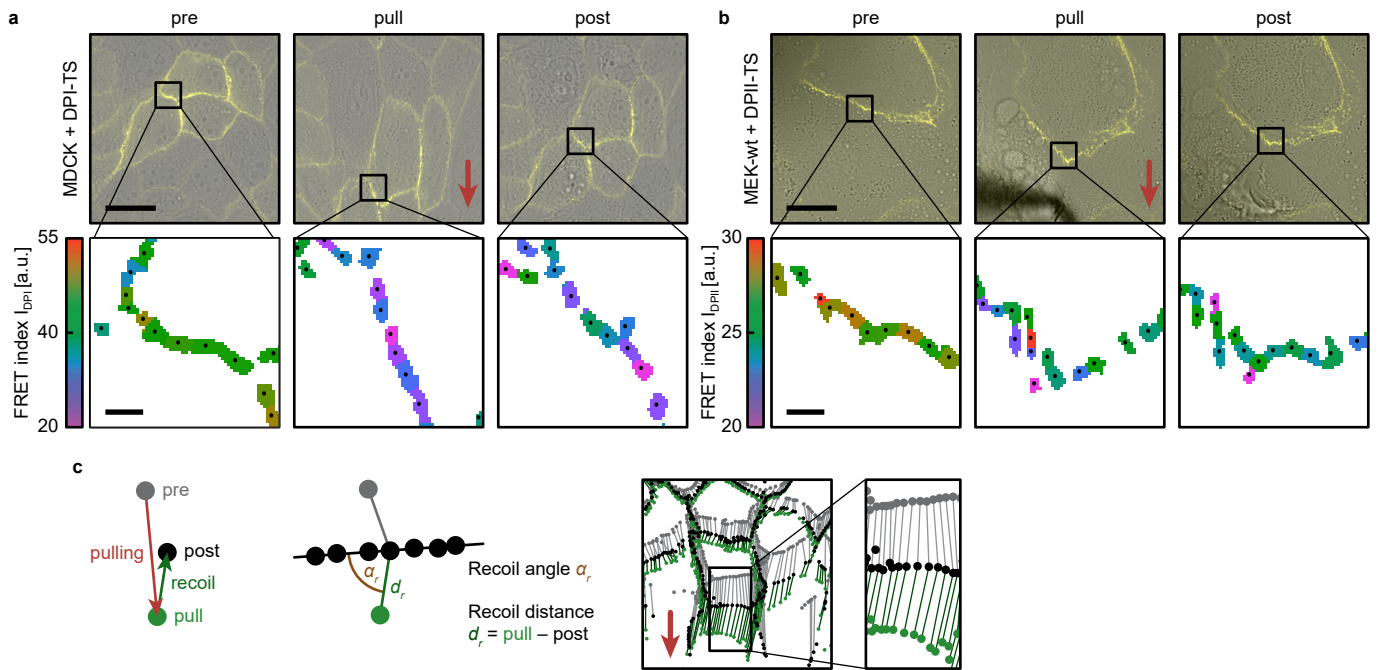 a
pre
pull
post
MDCK + DPI-TS
FRET index I_DPI [a.u.]
55
40
20
b
pre
pull
post
MEK-wt + DPII-TS
FRET index I_DPII [a.u.]
30
25
20
c
pre
pulling
post
recoil
pull
α_r
d_r
Recoil angle α_r
Recoil distance
d_r = pull – post